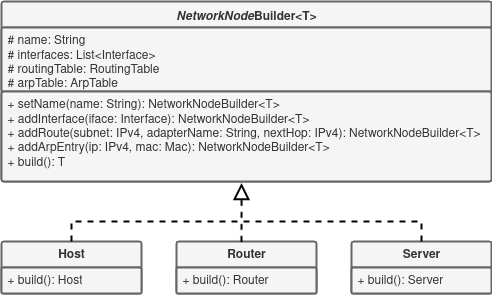 NetworkNodeBuilder<T>
# name: String
# interfaces: List<Interface>
# routingTable: RoutingTable
# arpTable: ArpTable
+ setName(name: String): NetworkNodeBuilder<T>
+ addInterface(iface: Interface): NetworkNodeBuilder<T>
+ addRoute(subnet: IPv4, adapterName: String, nextHop: IPv4): NetworkNodeBuilder<T>
+ addArpEntry(ip: IPv4, mac: Mac): NetworkNodeBuilder<T>
+ build(): T
Host
+ build(): Host
Router
+ build(): Router
Server
+ build(): Server